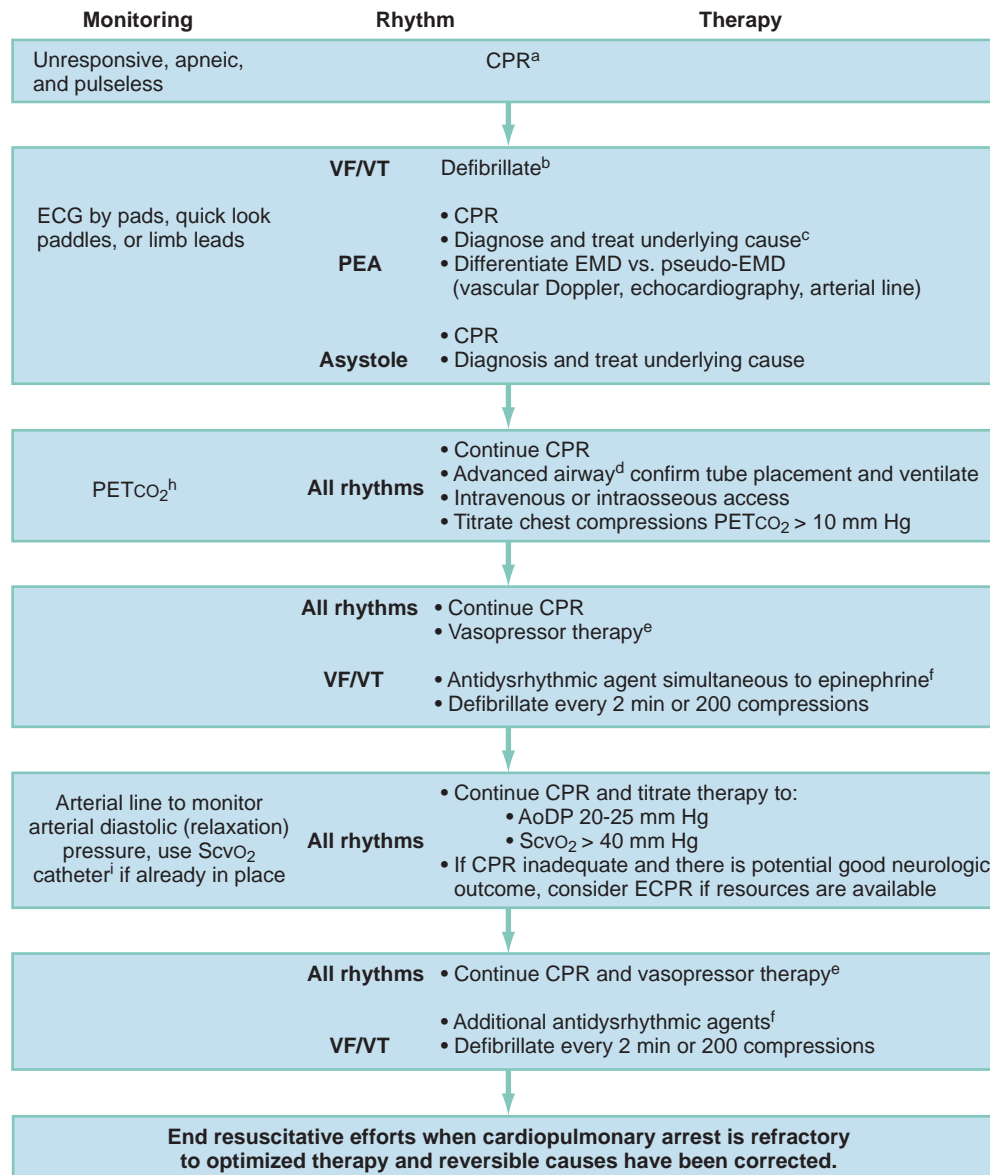 Monitoring Rhythm Therapy
Unresponsive, apneic,
and pulseless
CPRᵃ
VF/VT Defibrillateᵇ
ECG by pads, quick look
paddles, or limb leads
PEA
• CPR
• Diagnose and treat underlying causeᶜ
• Differentiate EMD vs. pseudo-EMD
(vascular Doppler, echocardiography, arterial line)
Asystole
• CPR
• Diagnosis and treat underlying cause
PETCO₂ʰ
All rhythms
• Continue CPR
• Advanced airwayᵈ confirm tube placement and ventilate
• Intravenous or intraosseous access
• Titrate chest compressions PETCO₂ > 10 mm Hg
All rhythms
• Continue CPR
• Vasopressor therapyᵉ
VF/VT
• Antidysrhythmic agent simultaneous to epinephrineᶠ
• Defibrillate every 2 min or 200 compressions
Arterial line to monitor
arterial diastolic (relaxation)
pressure, use ScvO₂
catheterⁱ if already in place
All rhythms
• Continue CPR and titrate therapy to:
• AoDP 20-25 mm Hg
• ScvO₂ > 40 mm Hg
• If CPR inadequate and there is potential good neurologic
outcome, consider ECPR if resources are available
All rhythms
• Continue CPR and vasopressor therapyᵉ
VF/VT
• Additional antidysrhythmic agentsᶠ
• Defibrillate every 2 min or 200 compressions
End resuscitative efforts when cardiopulmonary arrest is refractory
to optimized therapy and reversible causes have been corrected.